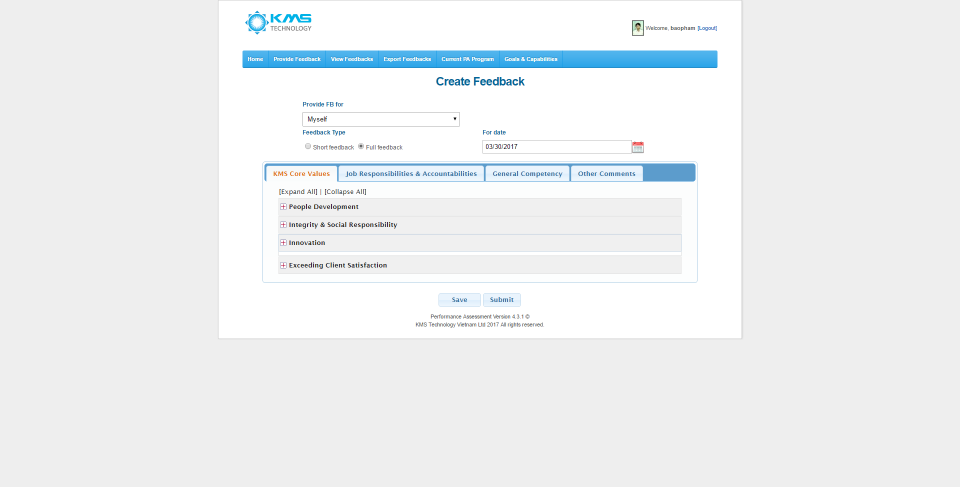 KMS
TECHNOLOGY
Welcome, baopham [Logout]
Home Provide Feedback View Feedbacks Export Feedbacks Current PA Program Goals & Capabilities
Create Feedback
Provide FB for
Myself
Feedback Type For date
Short feedback Full feedback 03/30/2017
KMS Core Values Job Responsibilities & Accountabilities General Competency Other Comments
[Expand All] | [Collapse All]
People Development
Integrity & Social Responsibility
Innovation
Exceeding Client Satisfaction
Save Submit
Performance Assessment Version 4.3.1 ©
KMS Technology Vietnam Ltd 2017 All rights reserved.